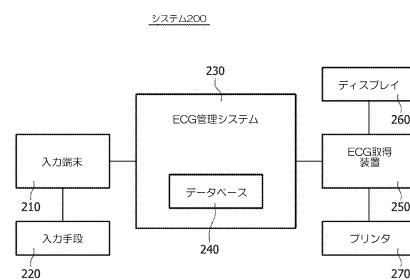 システム200
230
ディスプレイ
260
ECG管理システム
入力端末
ECG取得
装置
データベース
210
240
250
入力手段
プリンタ
220
270